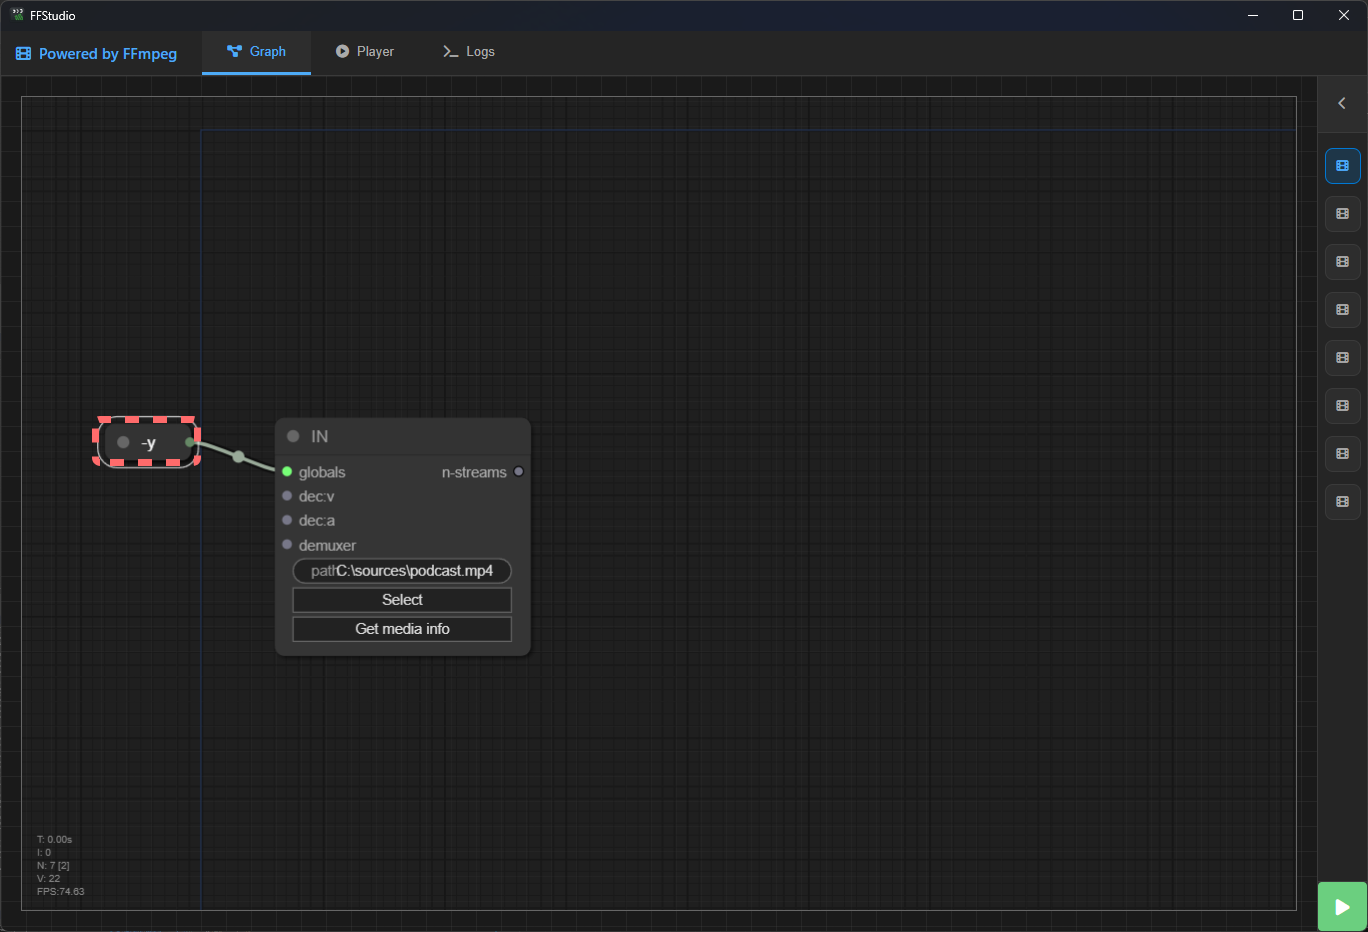 FFStudio
Powered by FFmpeg
Graph
Player
Logs
-y
IN
globals
n-streams
dec:v
dec:a
demuxer
path C:\sources\podcast.mp4
Select
Get media info
T: 0.00s
I: 0
N: 7 [2]
V: 22
FPS:74.63